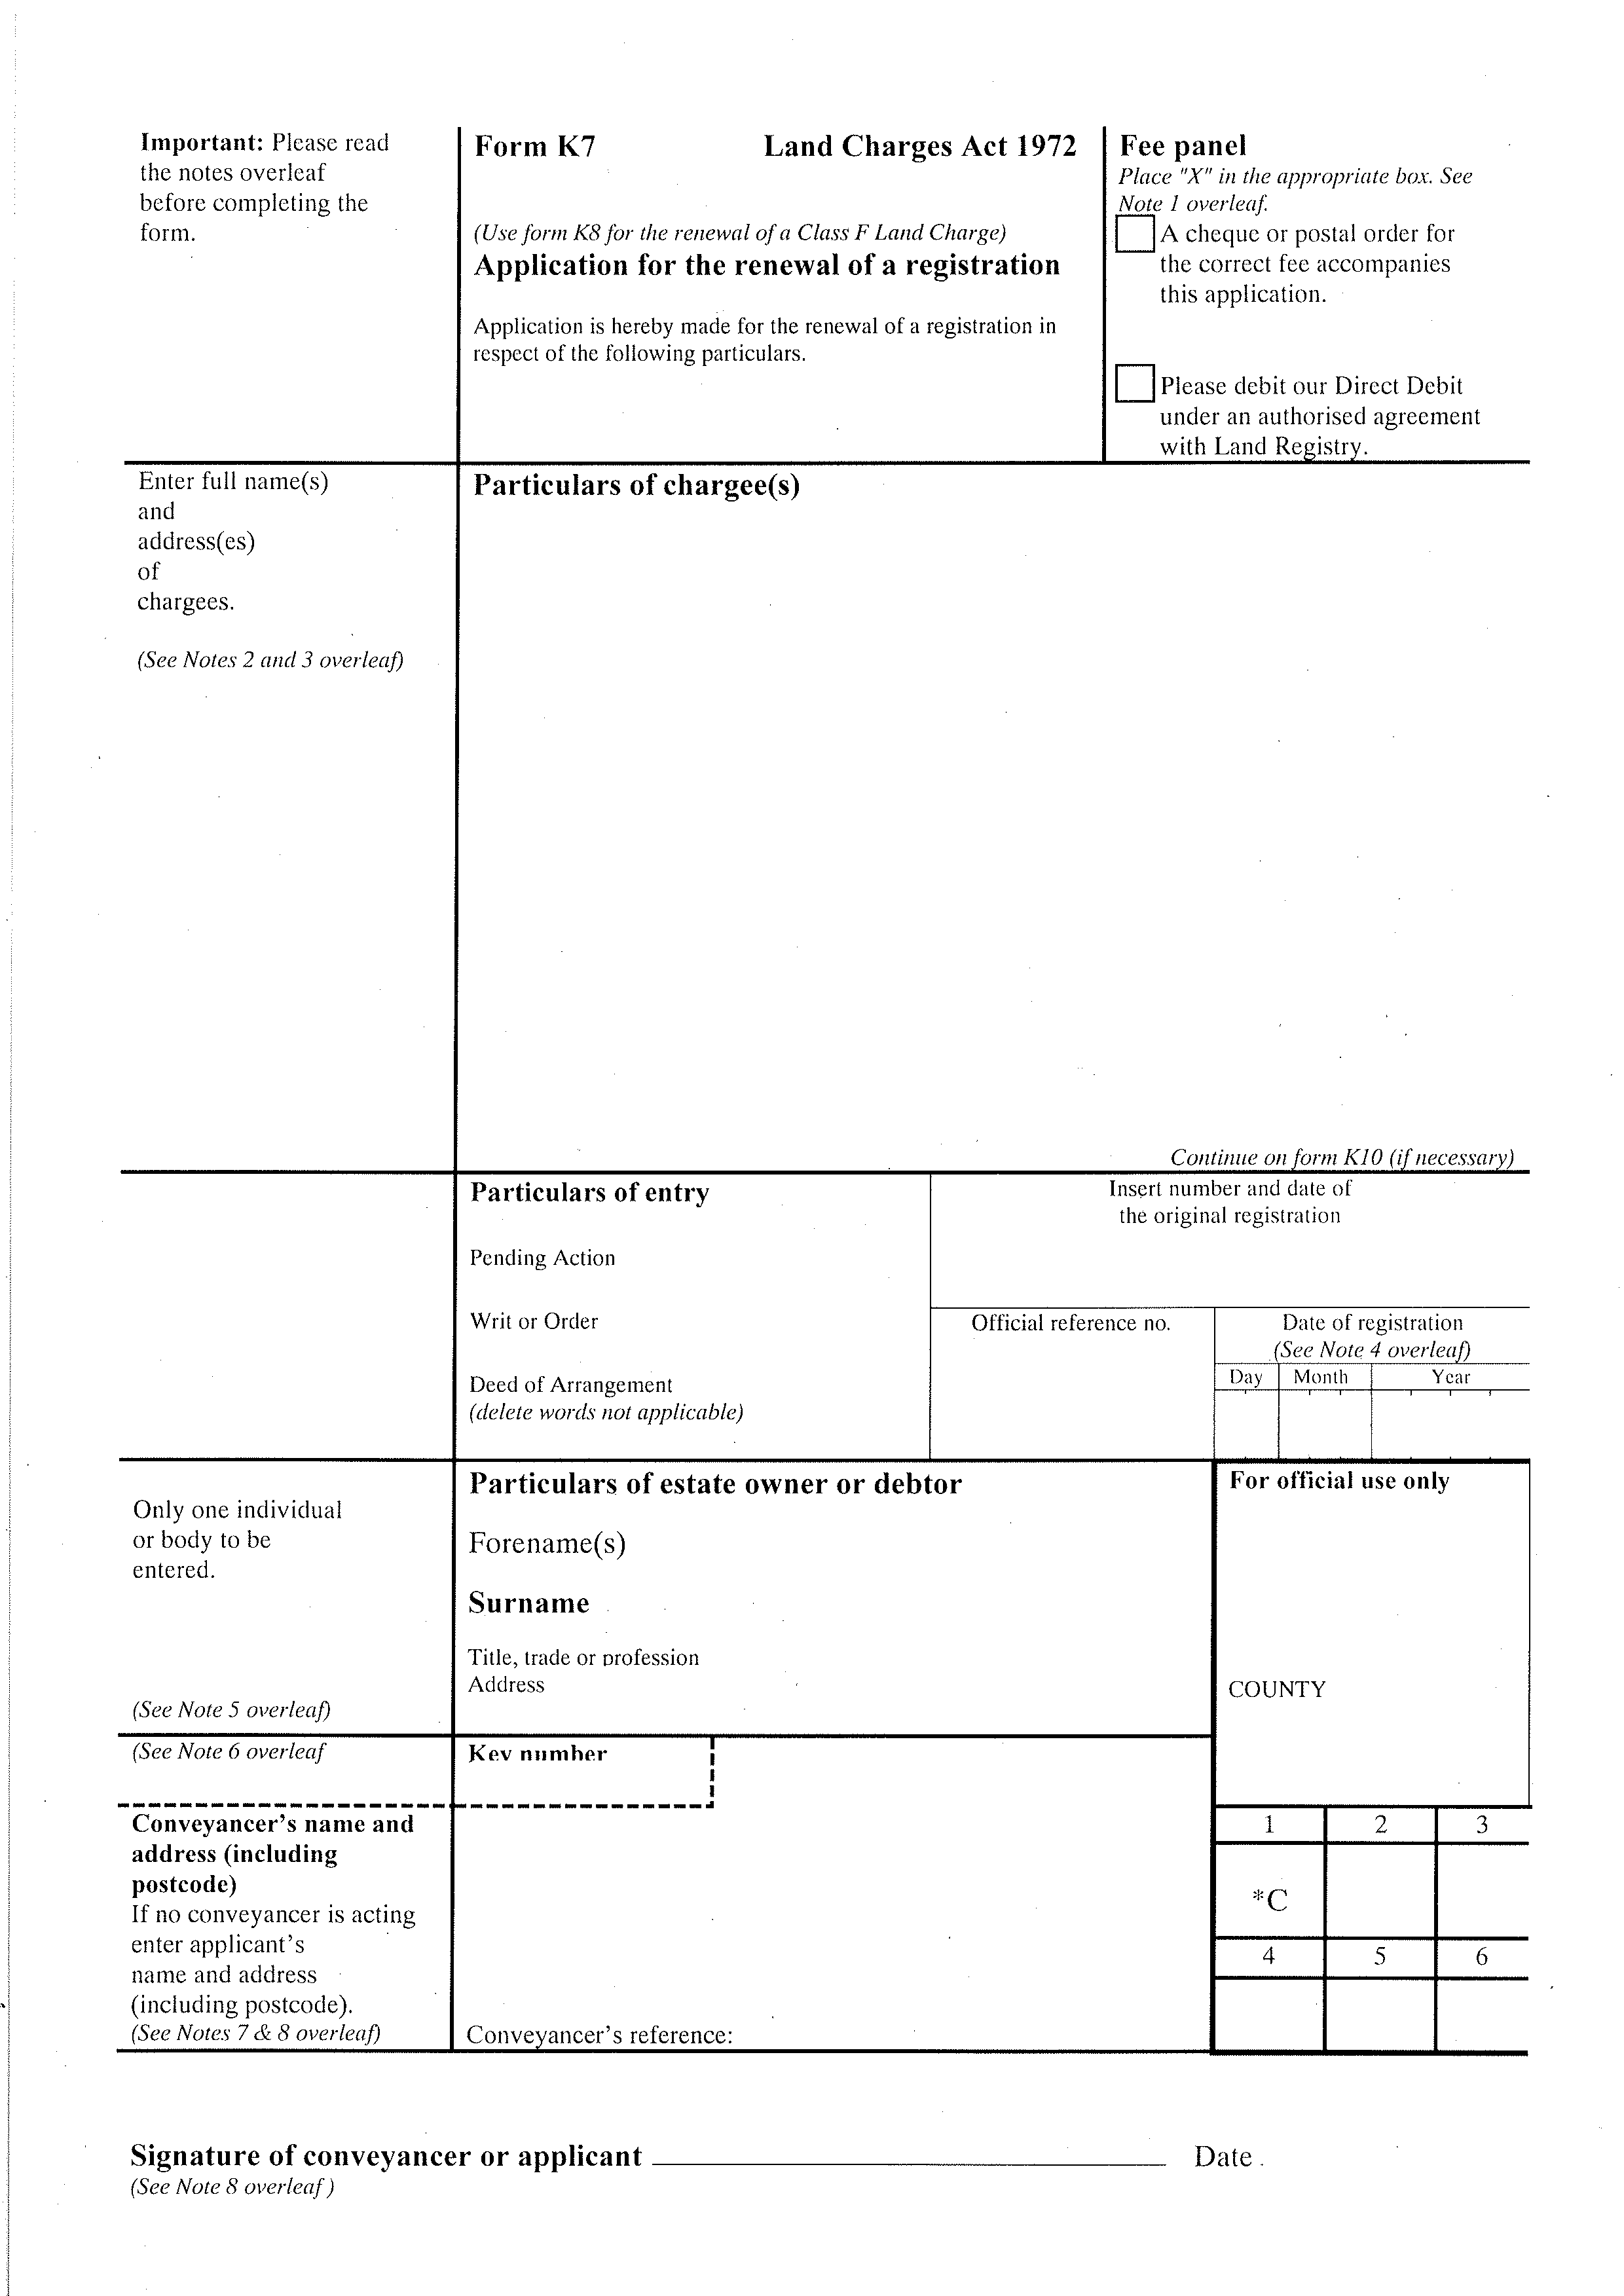 Important: Please read
the notes overleaf
before completing the
form.
Form K7 Land Charges Act 1972
(Use form K8 for the renewal of a Class F Land Charge)
Application for the renewal of a registration
Application is hereby made for the renewal of a registration in
respect of the following particulars.
Fee panel
Place "X" in the appropriate box. See
Note 1 overleaf.
A cheque or postal order for
the correct fee accompanies
this application.
Please debit our Direct Debit
under an authorised agreement
with Land Registry.
Enter full name(s)
and
address(es)
of
chargees.
(See Notes 2 and 3 overleaf)
Particulars of chargee(s)
Continue on form K10 (if necessary)
Particulars of entry
Pending Action
Writ or Order
Deed of Arrangement
(delete words not applicable)
Insert number and date of
the original registration
Official reference no.
Date of registration
(See Note 4 overleaf)
Day Month Year
Only one individual
or body to be
entered.
(See Note 5 overleaf)
Particulars of estate owner or debtor
Forename(s)
Surname
Title, trade or profession
Address
For official use only
COUNTY
(See Note 6 overleaf
Key number
Conveyancer's name and
address (including
postcode)
If no conveyancer is acting
enter applicant's
name and address
(including postcode).
(See Notes 7 & 8 overleaf)
Conveyancer's reference:
1 2 3
*C
4 5 6
Signature of conveyancer or applicant Date .
(See Note 8 overleaf )